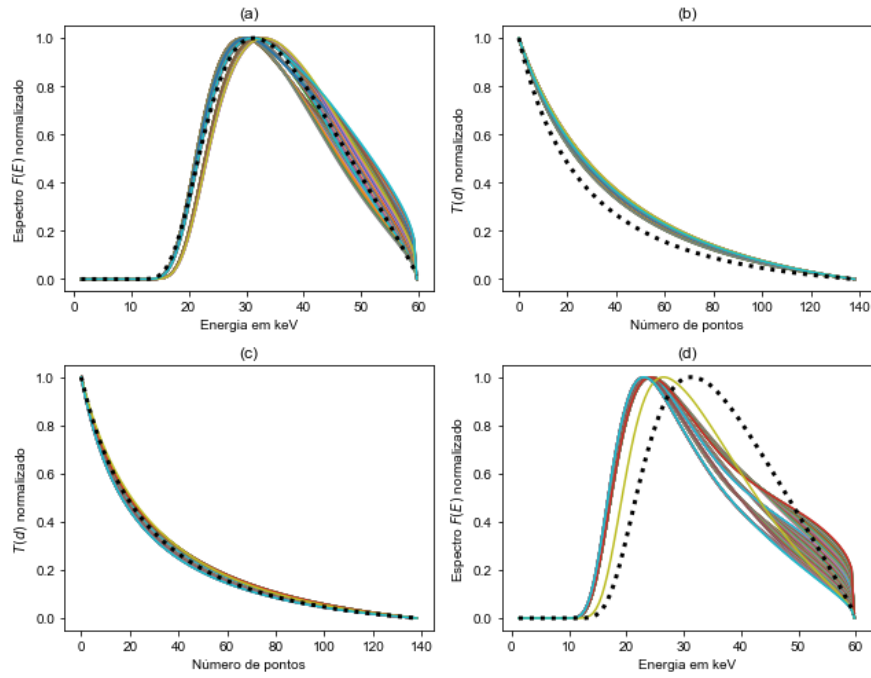 (a)
Espectro F(E) normalizado
1.0
0.8
0.6
0.4
0.2
0.0
0 10 20 30 40 50 60
Energia em keV
(b)
T(d) normalizado
1.0
0.8
0.6
0.4
0.2
0.0
0 20 40 60 80 100 120 140
Número de pontos
(c)
T(d) normalizado
1.0
0.8
0.6
0.4
0.2
0.0
0 20 40 60 80 100 120 140
Número de pontos
(d)
Espectro F(E) normalizado
1.0
0.8
0.6
0.4
0.2
0.0
0 10 20 30 40 50 60
Energia em keV